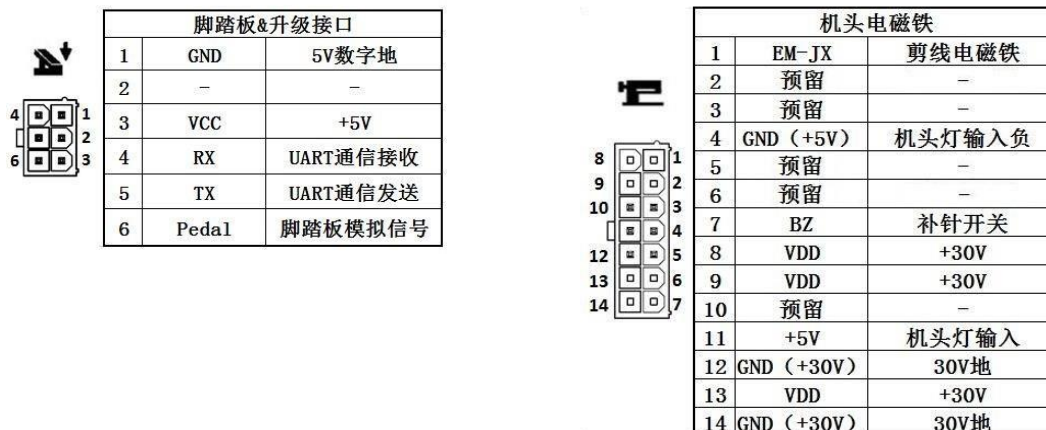 脚踏板&升级接口
1 GND 5V数字地
2 - -
3 VCC +5V
4 RX UART通信接收
5 TX UART通信发送
6 Pedal 脚踏板模拟信号
4 1
2
6 3
机头电磁铁
1 EM-JX 剪线电磁铁
2 预留 -
3 预留 -
4 GND（+5V） 机头灯输入负
5 预留 -
6 预留 -
7 BZ 补针开关
8 VDD +30V
9 VDD +30V
10 预留 -
11 +5V 机头灯输入
12 GND（+30V） 30V地
13 VDD +30V
14 GND（+30V） 30V地
8 1
9 2
10 3
4
12 5
13 6
14 7